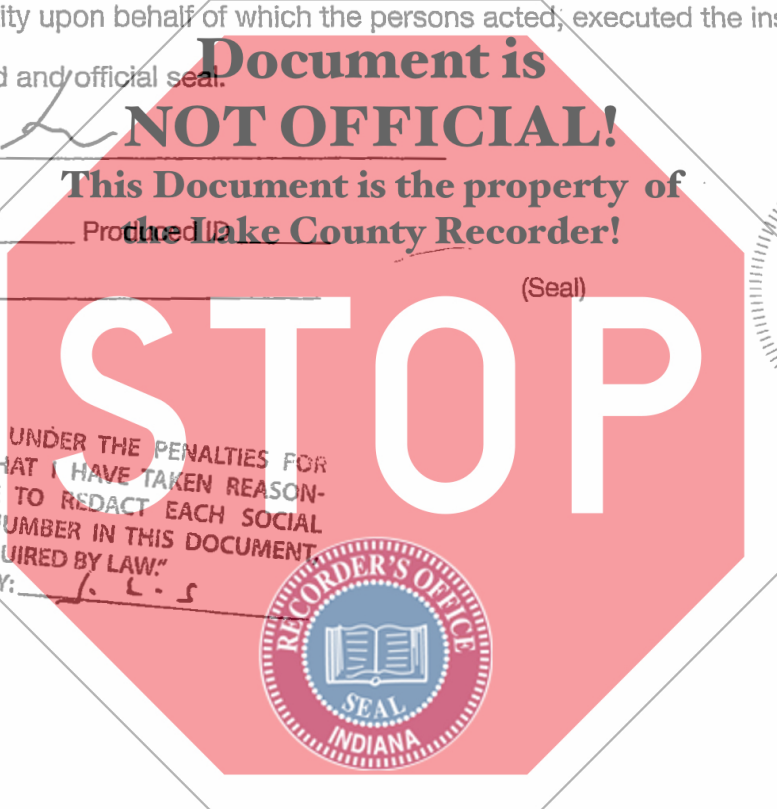 ity upon behalf of which the persons acted, executed the ins
d and official seal.
Document is
NOT OFFICIAL!
This Document is the property of
the Lake County Recorder!
Produced ID
(Seal)
STOP
UNDER THE PENALTIES FOR
HAT I HAVE TAKEN REASON-
TO REDACT EACH SOCIAL
UMBER IN THIS DOCUMENT,
UIRED BY LAW."
Y: J. L. S
RECORDER'S OFFICE
SEAL
INDIANA